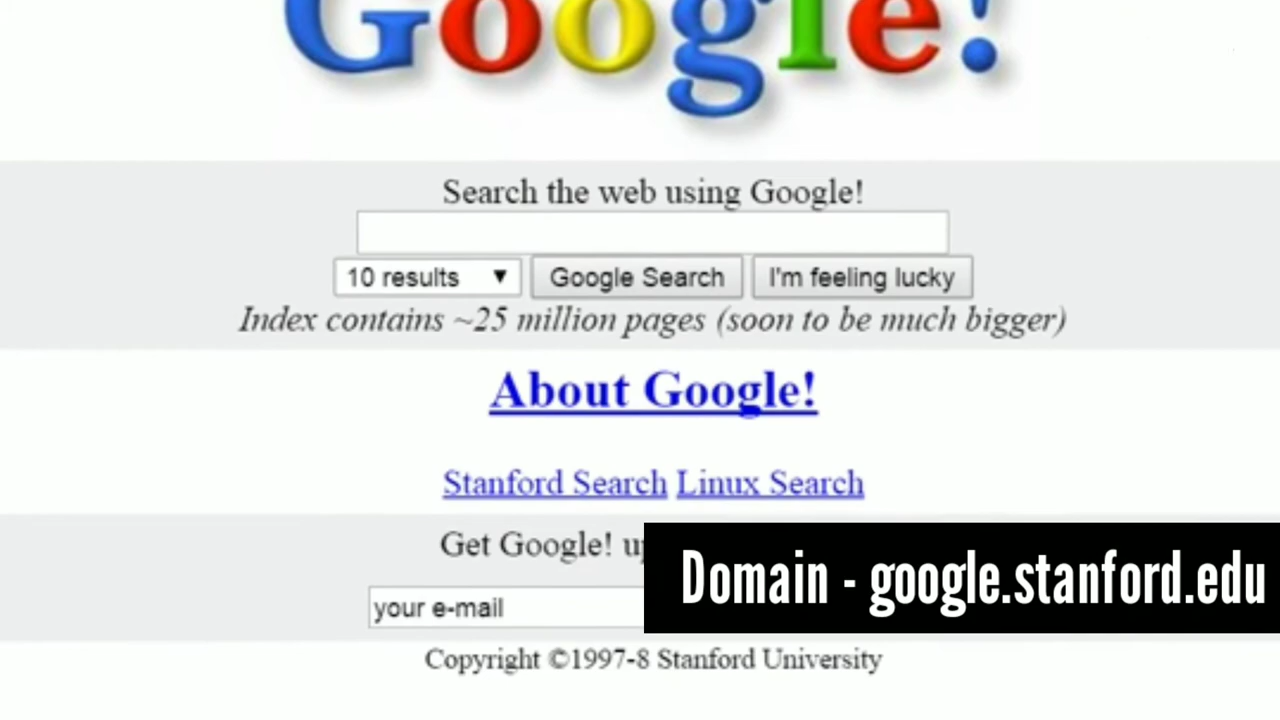 Google!
Search the web using Google!
10 results ▼ Google Search I'm feeling lucky
Index contains ~25 million pages (soon to be much bigger)
About Google!
Stanford Search Linux Search
Get Google!
Domain - google.stanford.edu
your e-mail
Copyright ©1997-8 Stanford University